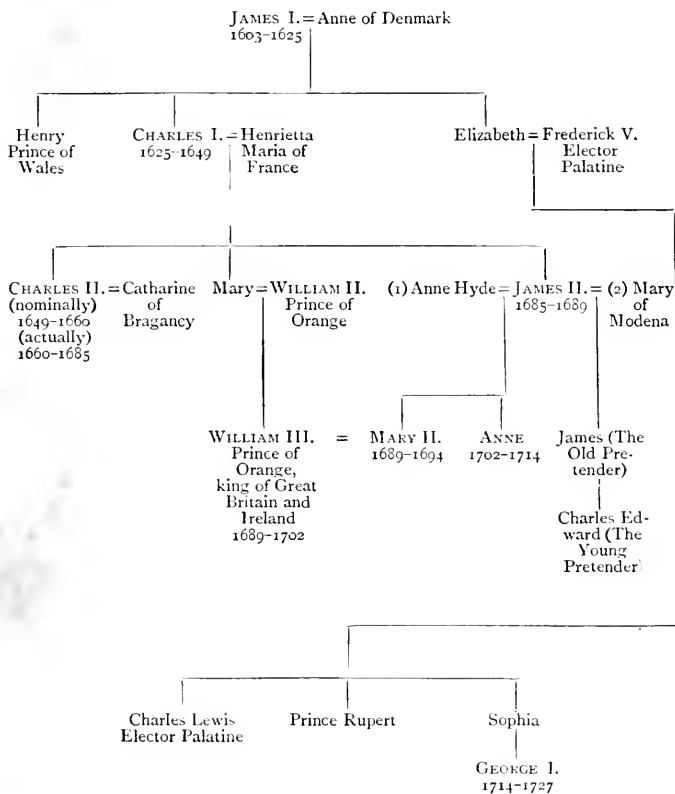 JAMES I. = Anne of Denmark
1603–1625
Henry
Prince of
Wales
CHARLES I. = Henrietta
1625–1649 Maria of
France
Elizabeth = Frederick V.
Elector
Palatine
CHARLES II. = Catharine
(nominally) of
1649–1660 Bragancy
(actually)
1660–1685
Mary = WILLIAM II.
Prince of
Orange
(1) Anne Hyde = JAMES II. = (2) Mary
1685–1689 of
Modena
WILLIAM III. = MARY II.
Prince of 1689–1694
Orange,
king of Great
Britain and
Ireland
1689–1702
ANNE
1702–1714
James (The
Old Pre-
tender)
Charles Ed-
ward (The
Young
Pretender)
Charles Lewis
Elector Palatine
Prince Rupert
Sophia
GEORGE I.
1714–1727